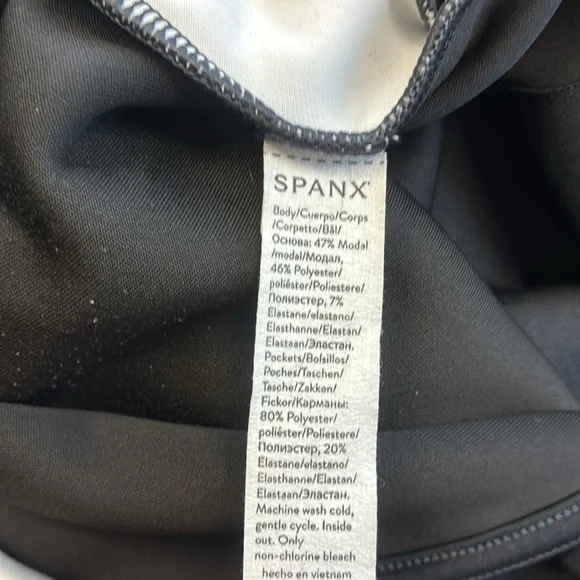 SPANX
Body/Cuerpo/Corps
/Corpetto/Bål/
Основа: 47% Modal
/modal/Модал,
46% Polyester/
poliéster/Poliestere/
Полиэстер, 7%
Elastane/elastano/
Elasthanne/Elastan/
Elastaan/Эластан.
Pockets/Bolsillos/
Poches/Taschen/
Tasche/Zakken/
Fickor/Карманы:
80% Polyester/
poliéster/Poliestere/
Полиэстер, 20%
Elastane/elastano/
Elasthanne/Elastan/
Elastaan/Эластан.
Machine wash cold,
gentle cycle. Inside
out. Only
non-chlorine bleach
hecho en vietnam